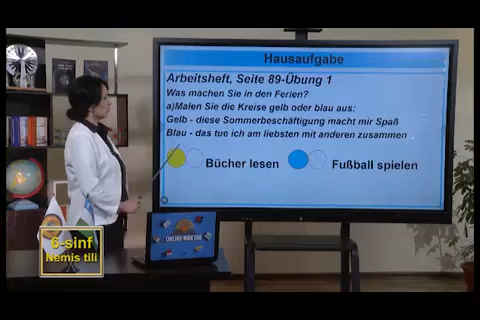 Hausaufgabe
Arbeitsheft, Seite 89-Übung 1
Was machen Sie in den Ferien?
a)Malen Sie die Kreise gelb oder blau aus:
Gelb - diese Sommerbeschäftigung macht mir Spaß
Blau - das tue ich am liebsten mit anderen zusammen
Bücher lesen
Fußball spielen
ONLINE-MAKTAB
6-sinf
Nemis tili